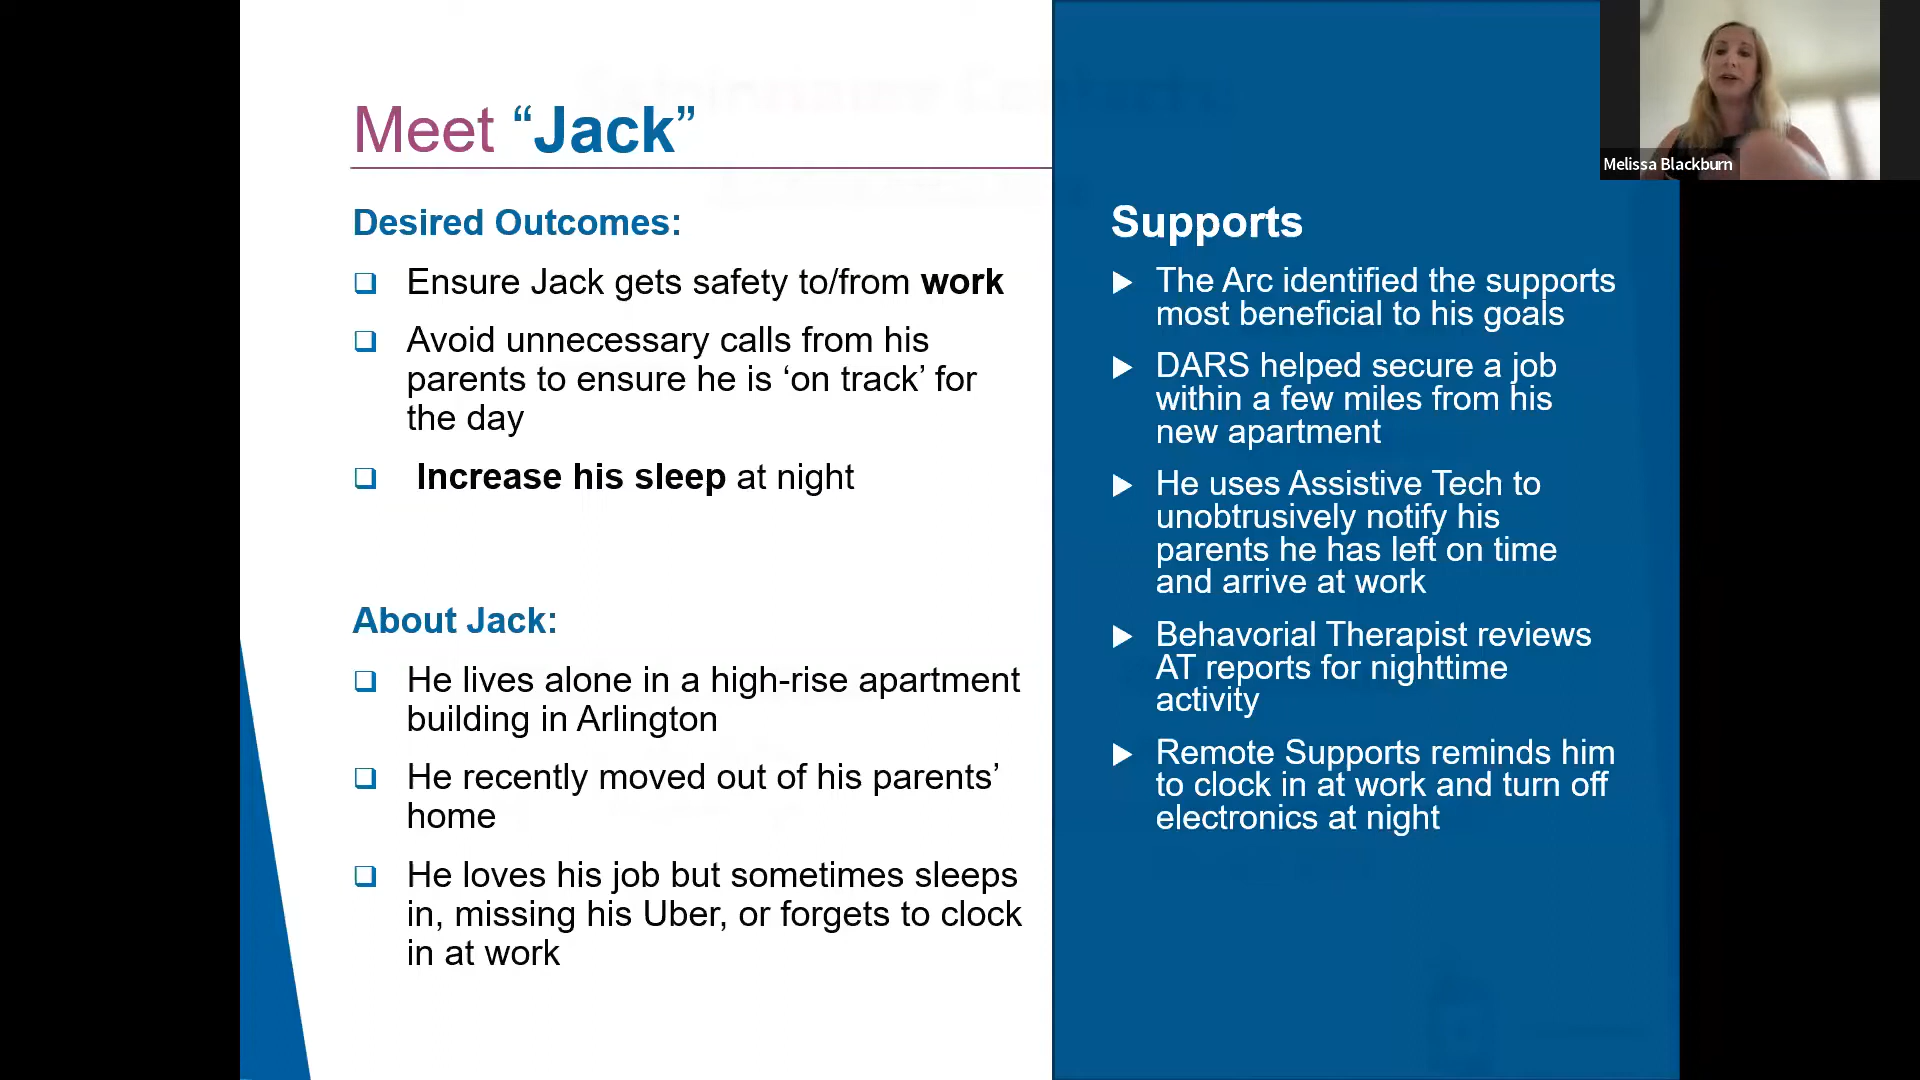 Meet “Jack”
Desired Outcomes:
Ensure Jack gets safety to/from work
Avoid unnecessary calls from his
parents to ensure he is ‘on track’ for
the day
Increase his sleep at night
About Jack:
He lives alone in a high-rise apartment
building in Arlington
He recently moved out of his parents’
home
He loves his job but sometimes sleeps
in, missing his Uber, or forgets to clock
in at work
Supports
The Arc identified the supports
most beneficial to his goals
DARS helped secure a job
within a few miles from his
new apartment
He uses Assistive Tech to
unobtrusively notify his
parents he has left on time
and arrive at work
Behavorial Therapist reviews
AT reports for nighttime
activity
Remote Supports reminds him
to clock in at work and turn off
electronics at night
Melissa Blackburn